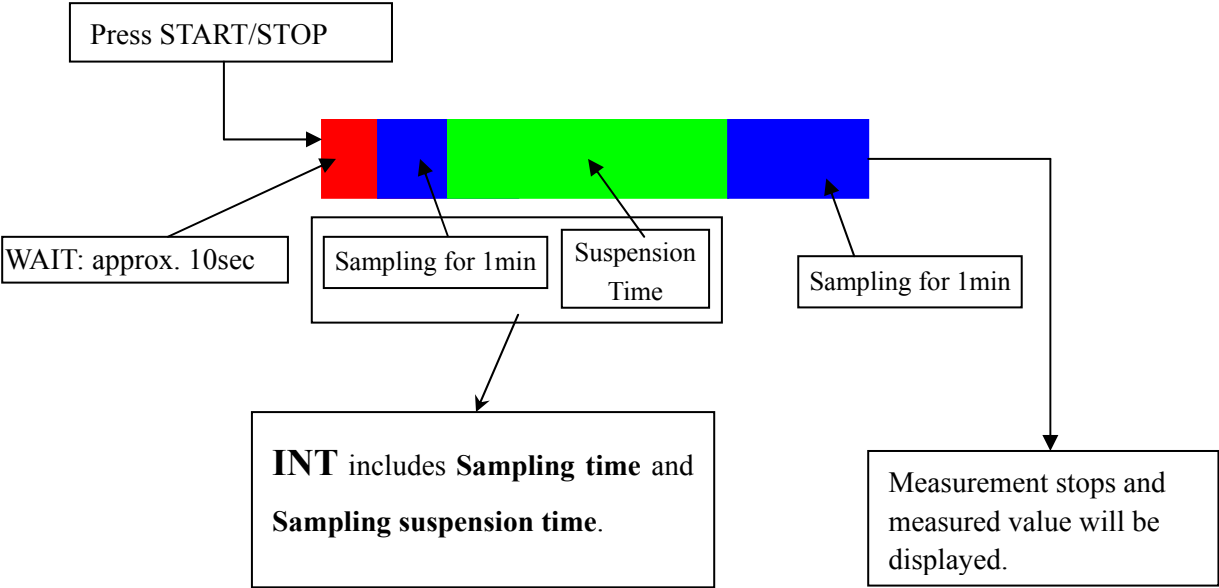 Press START/STOP
WAIT: approx. 10sec
Sampling for 1min
Suspension
Time
Sampling for 1min
INT includes Sampling time and
Sampling suspension time.
Measurement stops and
measured value will be
displayed.